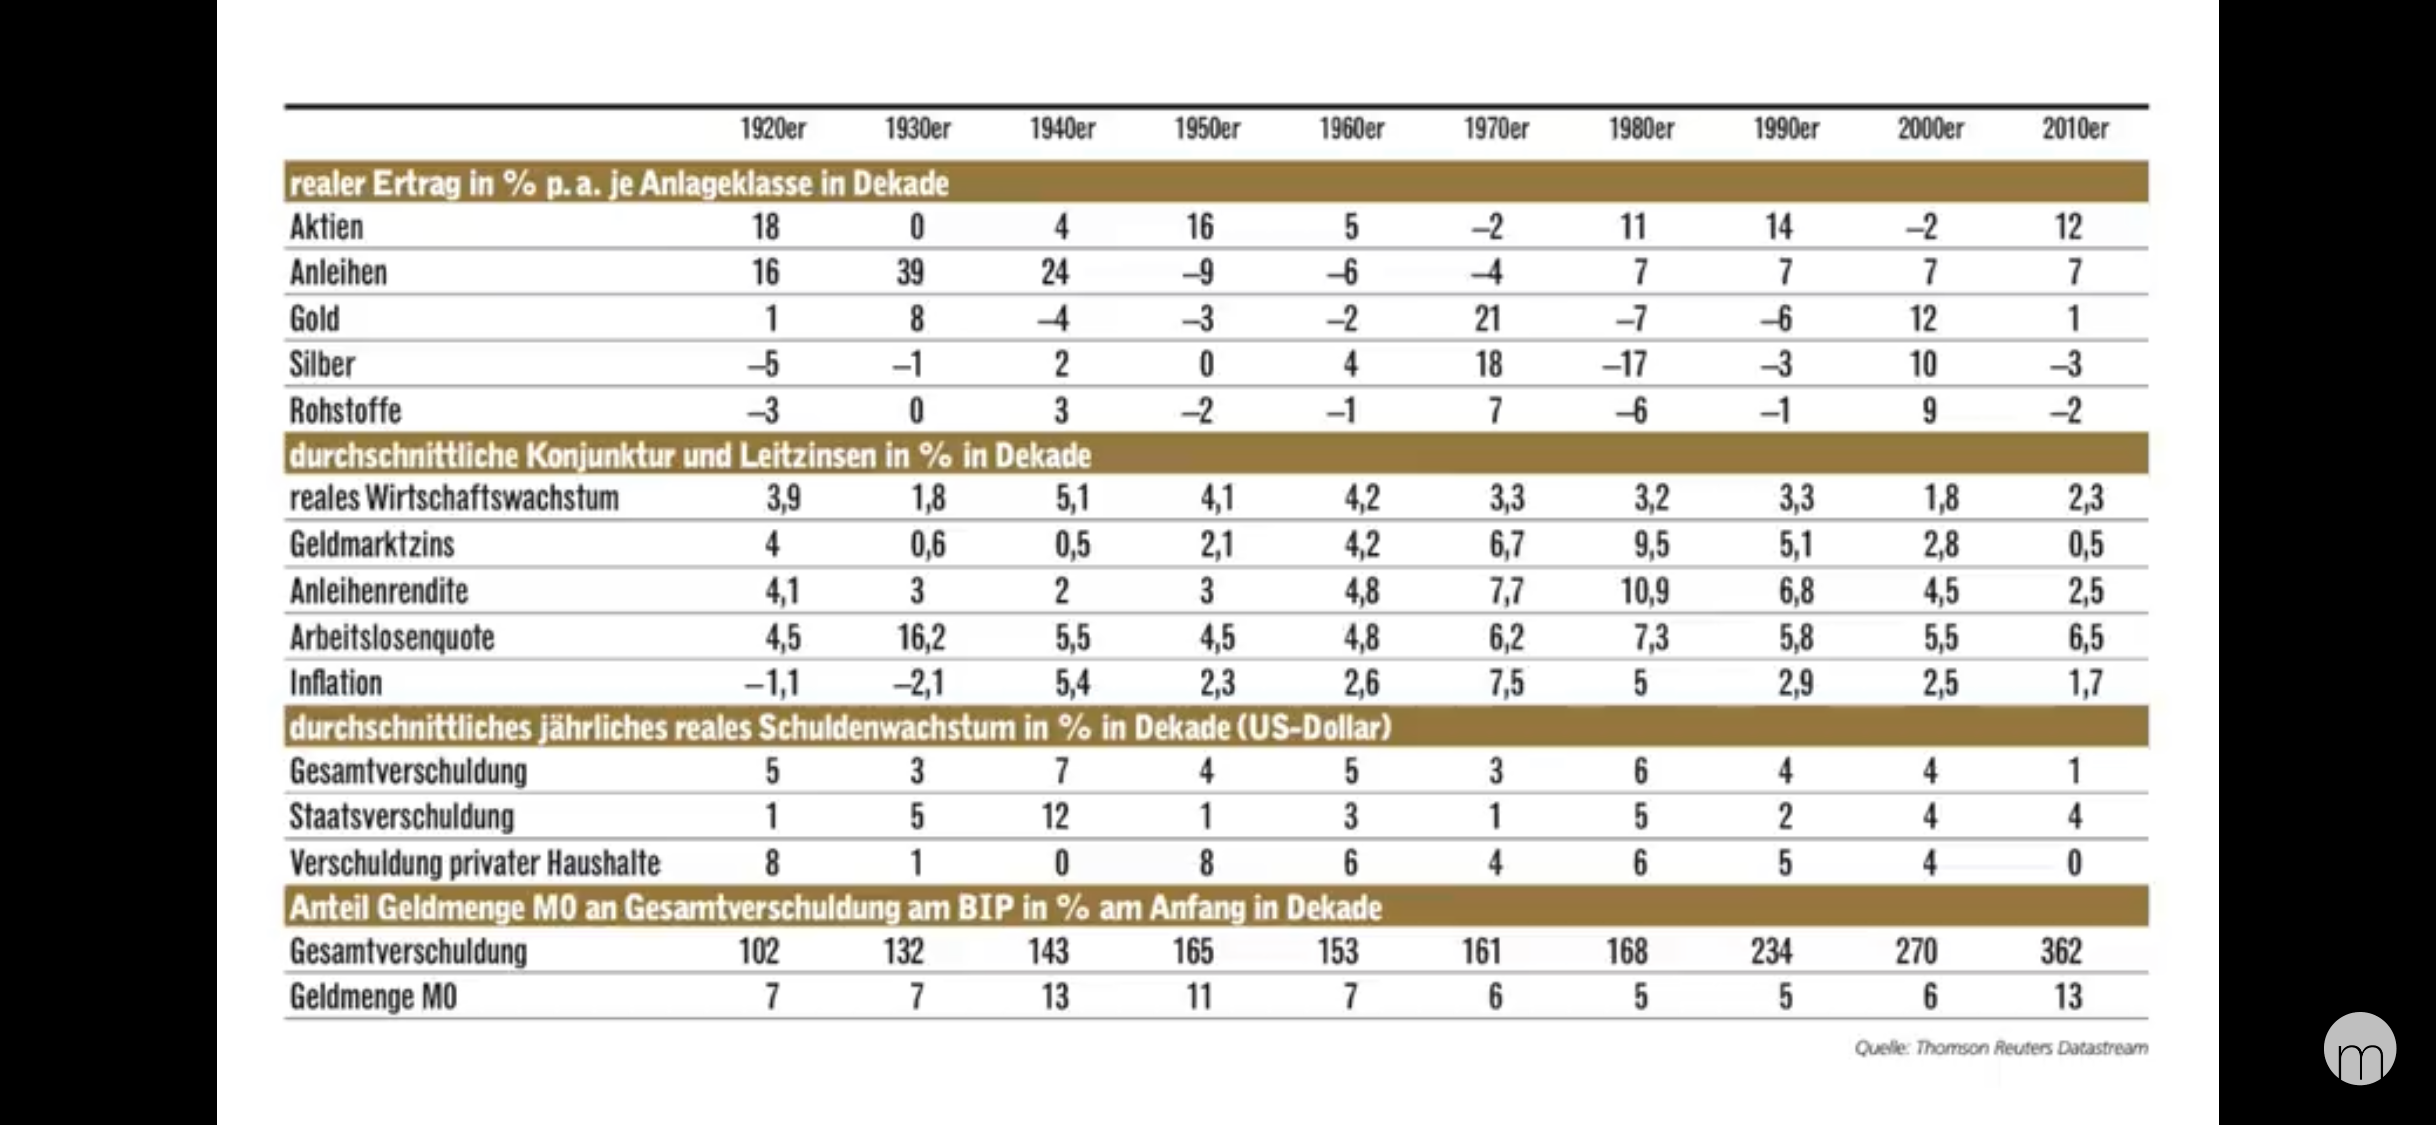 1920er 1930er 1940er 1950er 1960er 1970er 1980er 1990er 2000er 2010er
realer Ertrag in % p. a. je Anlageklasse in Dekade
Aktien 18 0 4 16 5 –2 11 14 –2 12
Anleihen 16 39 24 –9 –6 –4 7 7 7 7
Gold 1 8 –4 –3 –2 21 –7 –6 12 1
Silber –5 –1 2 0 4 18 –17 –3 10 –3
Rohstoffe –3 0 3 –2 –1 7 –6 –1 9 –2
durchschnittliche Konjunktur und Leitzinsen in % in Dekade
reales Wirtschaftswachstum 3,9 1,8 5,1 4,1 4,2 3,3 3,2 3,3 1,8 2,3
Geldmarktzins 4 0,6 0,5 2,1 4,2 6,7 9,5 5,1 2,8 0,5
Anleihenrendite 4,1 3 2 3 4,8 7,7 10,9 6,8 4,5 2,5
Arbeitslosenquote 4,5 16,2 5,5 4,5 4,8 6,2 7,3 5,8 5,5 6,5
Inflation –1,1 –2,1 5,4 2,3 2,6 7,5 5 2,9 2,5 1,7
durchschnittliches jährliches reales Schuldenwachstum in % in Dekade (US-Dollar)
Gesamtverschuldung 5 3 7 4 5 3 6 4 4 1
Staatsverschuldung 1 5 12 1 3 1 5 2 4 4
Verschuldung privater Haushalte 8 1 0 8 6 4 6 5 4 0
Anteil Geldmenge M0 an Gesamtverschuldung am BIP in % am Anfang in Dekade
Gesamtverschuldung 102 132 143 165 153 161 168 234 270 362
Geldmenge M0 7 7 13 11 7 6 5 5 6 13
Quelle: Thomson Reuters Datastream
m